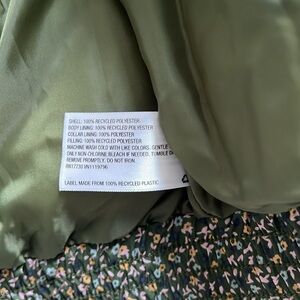 SHELL: 100% RECYCLED POLYESTER
BODY LINING: 100% RECYCLED POLYESTER
COLLAR LINING: 100% POLYESTER
FILLING: 100% RECYCLED POLYESTER
MACHINE WASH COLD WITH LIKE COLORS, GENTLE
ONLY NON-CHLORINE BLEACH IF NEEDED, TUMBLE D
REMOVE PROMPTLY, DO NOT IRON
LABEL MADE FROM 100% RECYCLED-PLASTIC